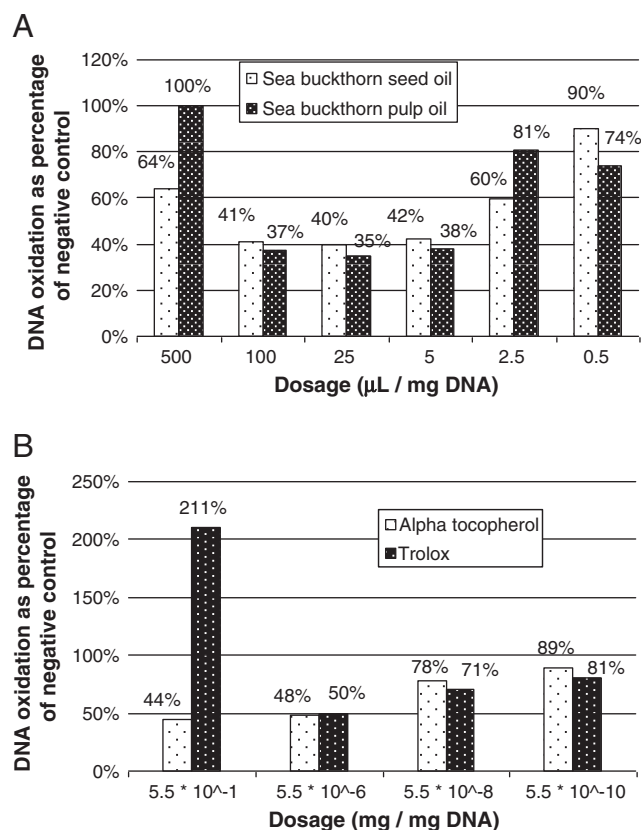 A
DNA oxidation as percentage
of negative control
120%
100%
80%
60%
40%
20%
0%
Sea buckthorn seed oil
Sea buckthorn pulp oil
64%
100%
41%
37%
40%
35%
42%
38%
60%
81%
90%
74%
500
100
25
5
2.5
0.5
Dosage (μL / mg DNA)
B
DNA oxidation as percentage
of negative control
250%
200%
150%
100%
50%
0%
Alpha tocopherol
Trolox
44%
211%
48%
50%
78%
71%
89%
81%
5.5 * 10^-1
5.5 * 10^-6
5.5 * 10^-8
5.5 * 10^-10
Dosage (mg / mg DNA)